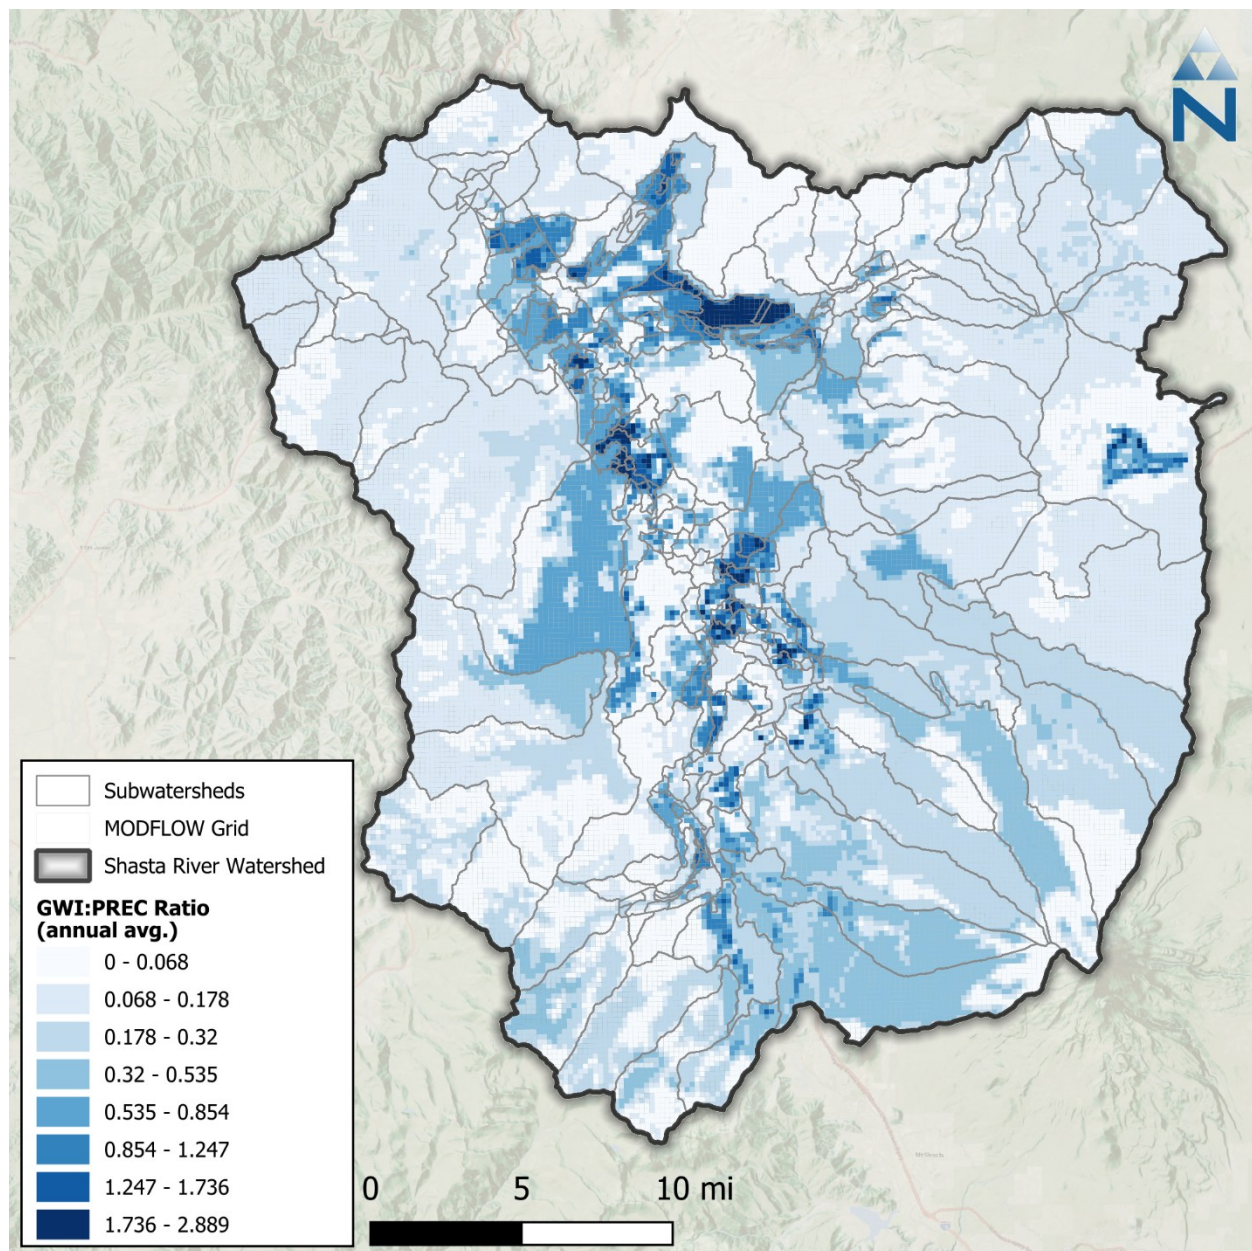 N
Subwatersheds
MODFLOW Grid
Shasta River Watershed
GWI:PREC Ratio
(annual avg.)
0 - 0.068
0.068 - 0.178
0.178 - 0.32
0.32 - 0.535
0.535 - 0.854
0.854 - 1.247
1.247 - 1.736
1.736 - 2.889
0 5 10 mi